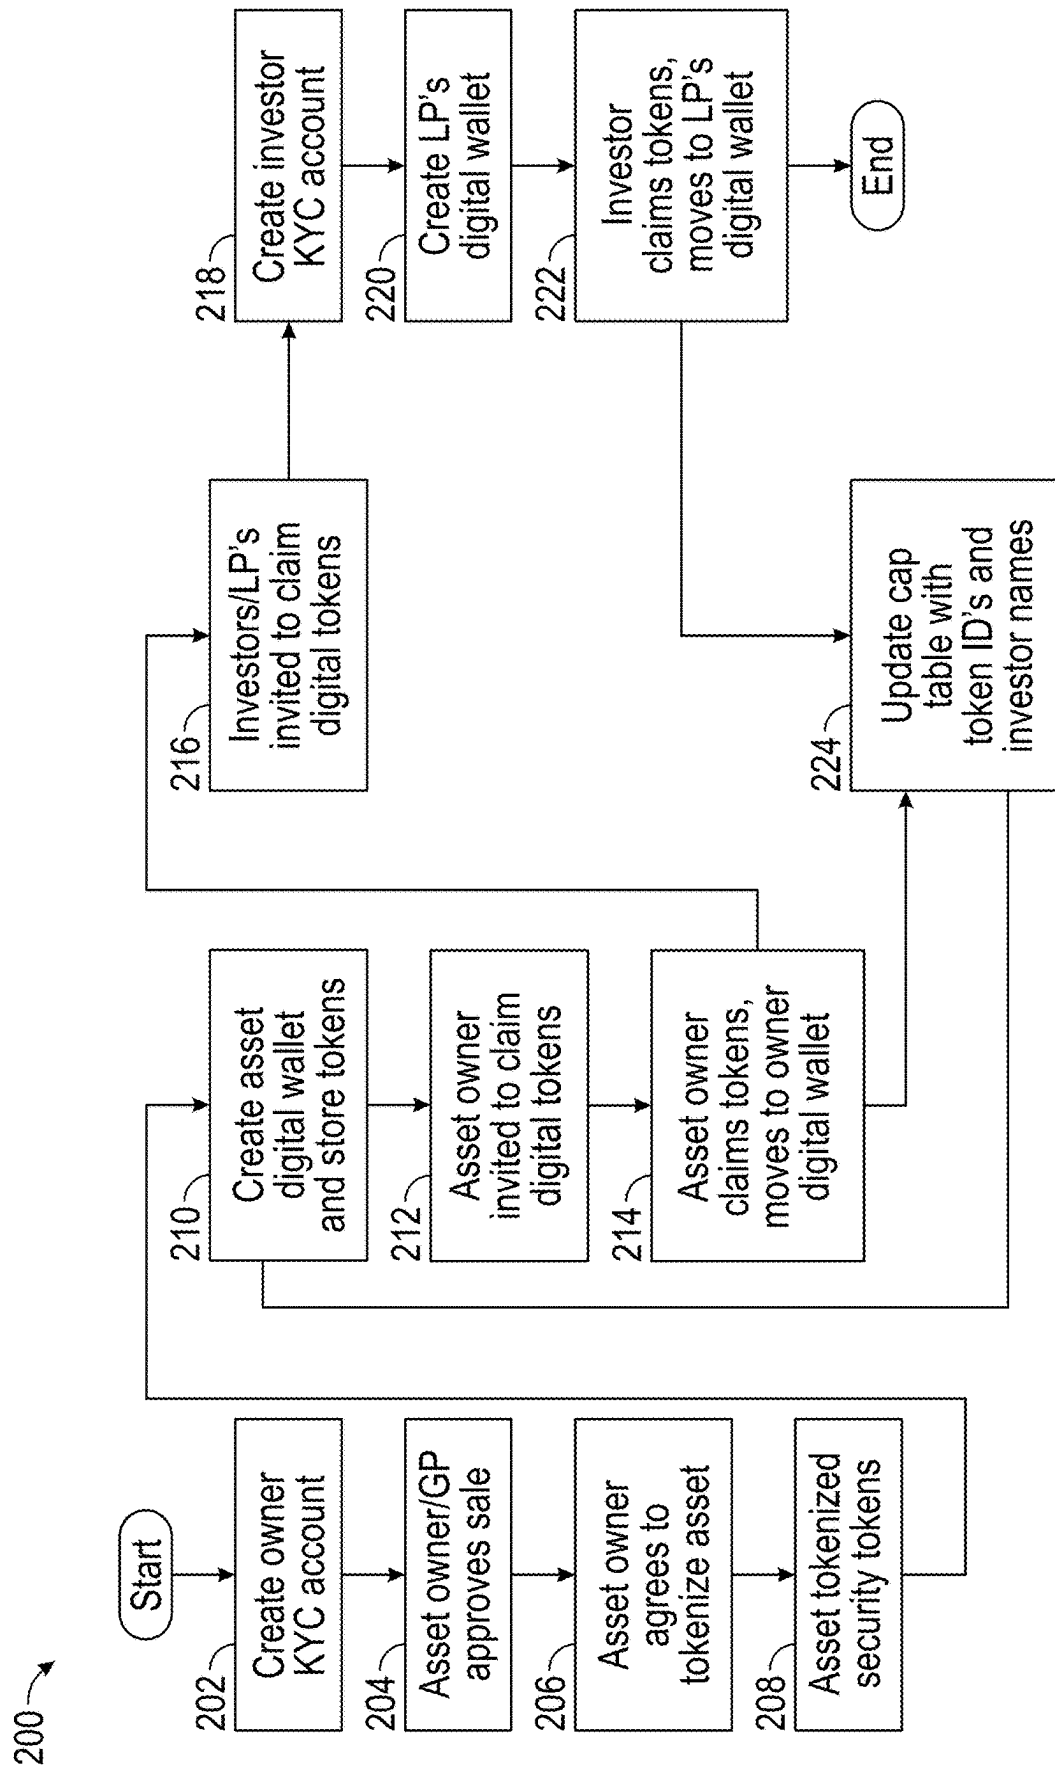 200
Start
202
Create owner
KYC account
204
Asset owner/GP
approves sale
206
Asset owner
agrees to
tokenize asset
208
Asset tokenized
security tokens
210
Create asset
digital wallet
and store tokens
212
Asset owner
invited to claim
digital tokens
214
Asset owner
claims tokens,
moves to owner
digital wallet
216
Investors/LP's
invited to claim
digital tokens
224
Update cap
table with
token ID's and
investor names
218
Create investor
KYC account
220
Create LP's
digital wallet
222
Investor
claims tokens,
moves to LP's
digital wallet
End